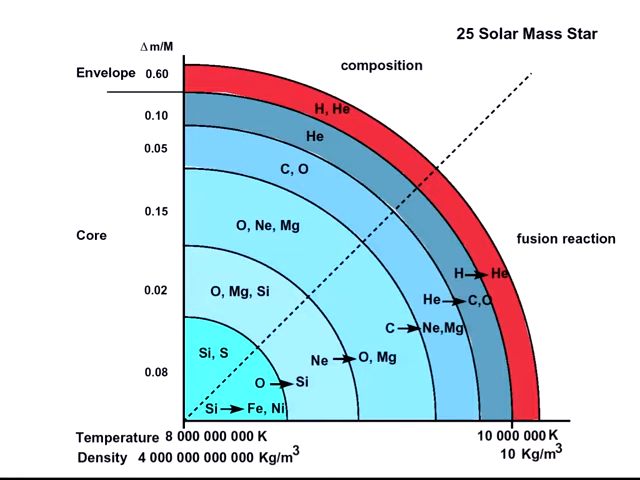 25 Solar Mass Star
Δm/M
composition
Envelope 0.60
H, He
0.10
He
0.05
C, O
0.15
O, Ne, Mg
Core
fusion reaction
H → He
0.02
O, Mg, Si
He → C,O
C → Ne,Mg
Si, S
Ne → O, Mg
0.08
O → Si
Si → Fe, Ni
Temperature 8 000 000 000 K 10 000 000 K
Density 4 000 000 000 000 Kg/m³ 10 Kg/m³